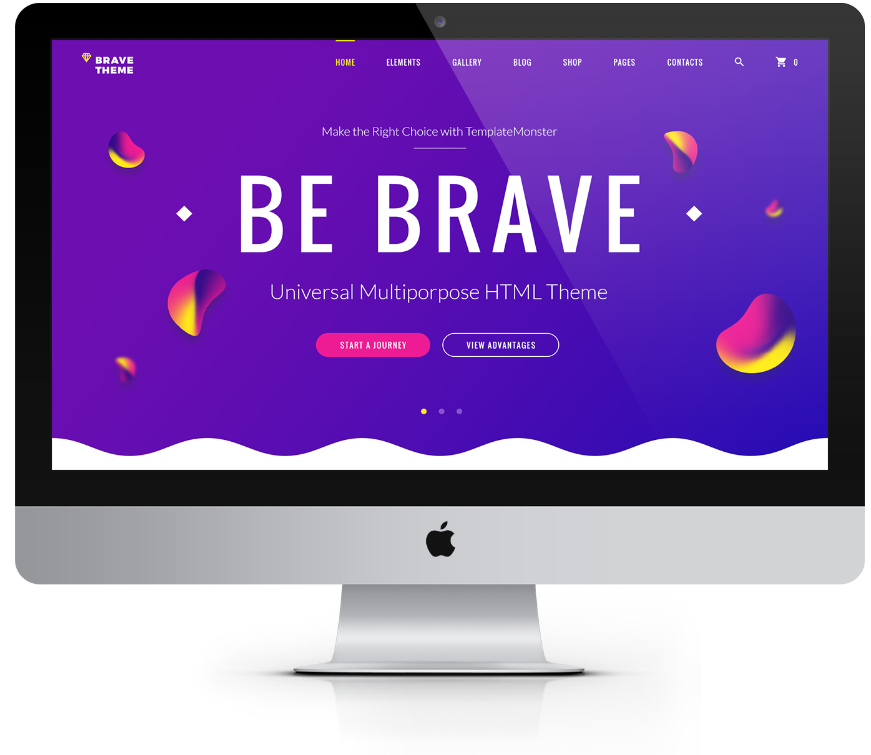 BRAVE
THEME
HOME ELEMENTS GALLERY BLOG SHOP PAGES CONTACTS 0
Make the Right Choice with TemplateMonster
BE BRAVE
Universal Multiporpose HTML Theme
START A JOURNEY VIEW ADVANTAGES